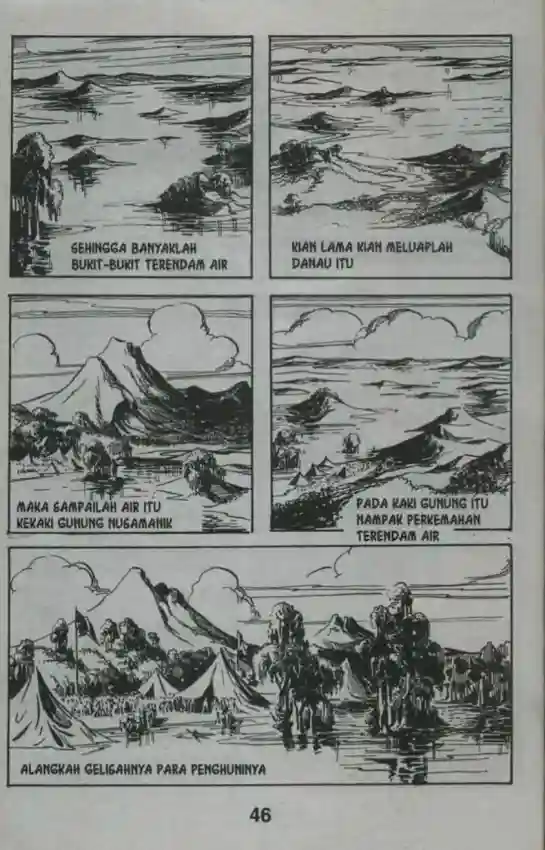 SEHINGGA BANYAKLAH
BUKIT-BUKIT TERENDAM AIR
KIAN LAMA KIAN MELUAPLAH
DANAU ITU
MAKA SAMPAILAH AIR ITU
KEKAKI GUNUNG NUSAMANIK
PADA KAKI GUNUNG ITU
NAMPAK PERKEMAHAN
TERENDAM AIR
ALANGKAH GELISAHNYA PARA PENGHUNINYA
46